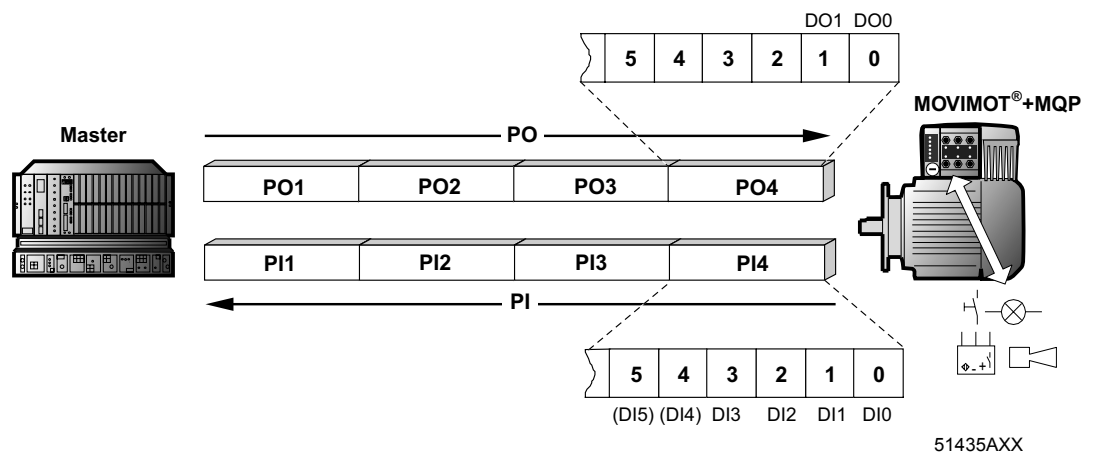 DO1 DO0
5 4 3 2 1 0
MOVIMOT®+MQP
Master
PO
PO1 PO2 PO3 PO4
PI1 PI2 PI3 PI4
PI
5 4 3 2 1 0
(DI5) (DI4) DI3 DI2 DI1 DI0
51435AXX